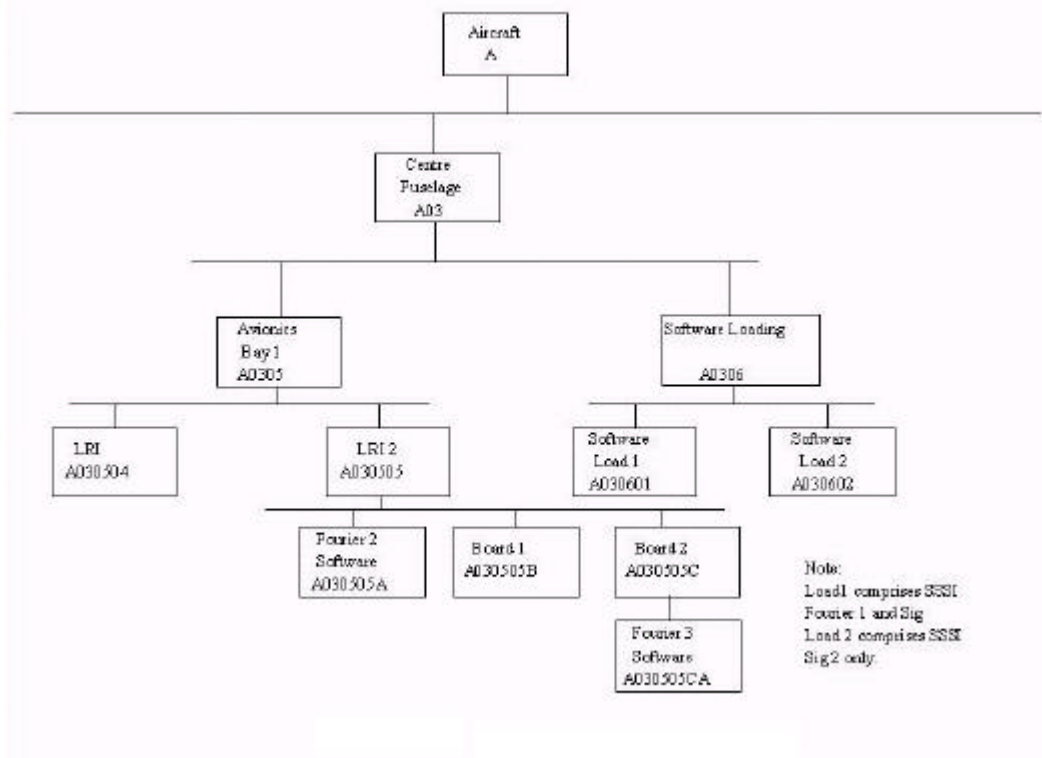 Aircraft
A
Centre
Fuselage
A03
Avionics
Bay 1
A0305
Software Loading
A0306
LRI
A030504
LRI 2
A030505
Software
Load 1
A030601
Software
Load 2
A030602
Fourier 2
Software
A030505A
Board 1
A030505B
Board 2
A030505C
Fourier 3
Software
A030505CA
Note:
Load1 comprises SSSI
Fourier 1 and Sig
Load 2 comprises SSSI
Sig 2 only.